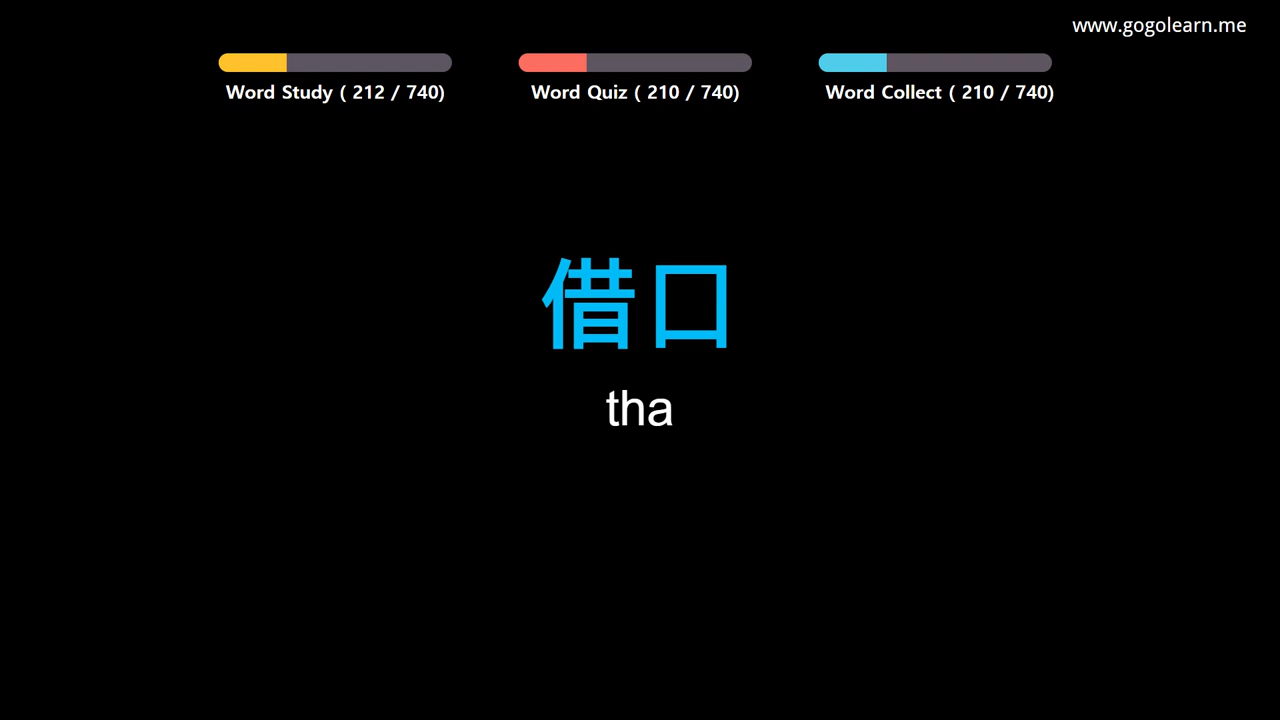 www.gogolearn.me
Word Study ( 212 / 740)
Word Quiz ( 210 / 740)
Word Collect ( 210 / 740)
借口
tha